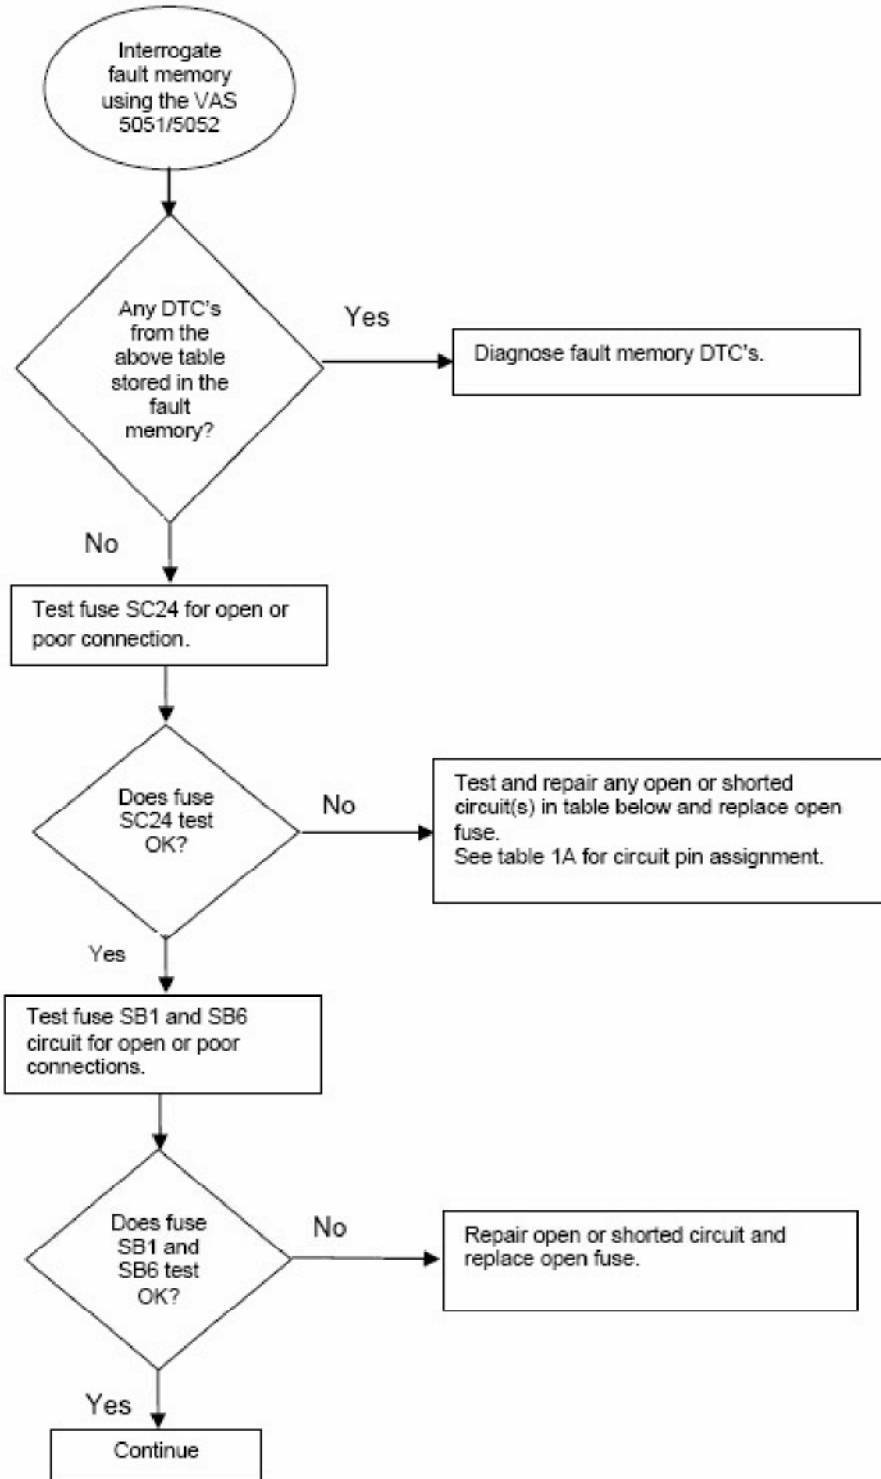 Interrogate
fault memory
using the VAS
5051/5052
Any DTC's
from the
above table
stored in the
fault
memory?
Yes
Diagnose fault memory DTC's.
No
Test fuse SC24 for open or
poor connection.
Does fuse
SC24 test
OK?
No
Test and repair any open or shorted
circuit(s) in table below and replace open
fuse.
See table 1A for circuit pin assignment.
Yes
Test fuse SB1 and SB6
circuit for open or poor
connections.
Does fuse
SB1 and
SB6 test
OK?
No
Repair open or shorted circuit and
replace open fuse.
Yes
Continue